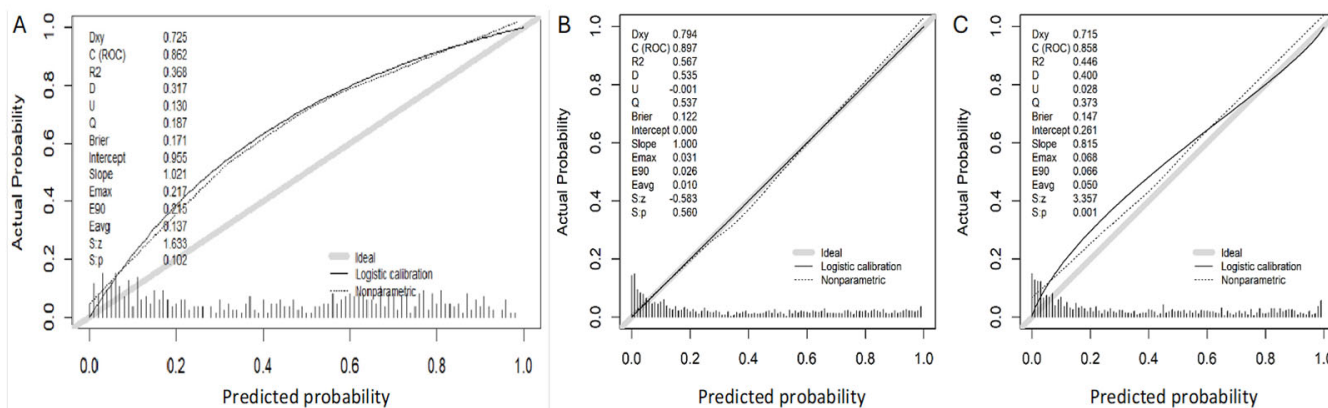 A
Dxy 0.725
C (ROC) 0.862
R2 0.368
D 0.317
U 0.130
Q 0.187
Brier 0.171
Intercept 0.955
Slope 1.021
Emax 0.217
E90 0.215
Eavg 0.137
S:z 1.633
S:p 0.102
Ideal
Logistic calibration
Nonparametric
Actual Probability
0.0 0.2 0.4 0.6 0.8 1.0
0.0 0.2 0.4 0.6 0.8 1.0
Predicted probability
B
Dxy 0.794
C (ROC) 0.897
R2 0.567
D 0.535
U -0.001
Q 0.537
Brier 0.122
Intercept 0.000
Slope 1.000
Emax 0.031
E90 0.026
Eavg 0.010
S:z -0.583
S:p 0.560
Ideal
Logistic calibration
Nonparametric
Actual Probability
0.0 0.2 0.4 0.6 0.8 1.0
0.0 0.2 0.4 0.6 0.8 1.0
Predicted probability
C
Dxy 0.715
C (ROC) 0.858
R2 0.446
D 0.400
U 0.028
Q 0.373
Brier 0.147
Intercept 0.261
Slope 0.815
Emax 0.068
E90 0.066
Eavg 0.050
S:z 3.357
S:p 0.001
Ideal
Logistic calibration
Nonparametric
Actual Probability
0.0 0.2 0.4 0.6 0.8 1.0
0.0 0.2 0.4 0.6 0.8 1.0
Predicted probability